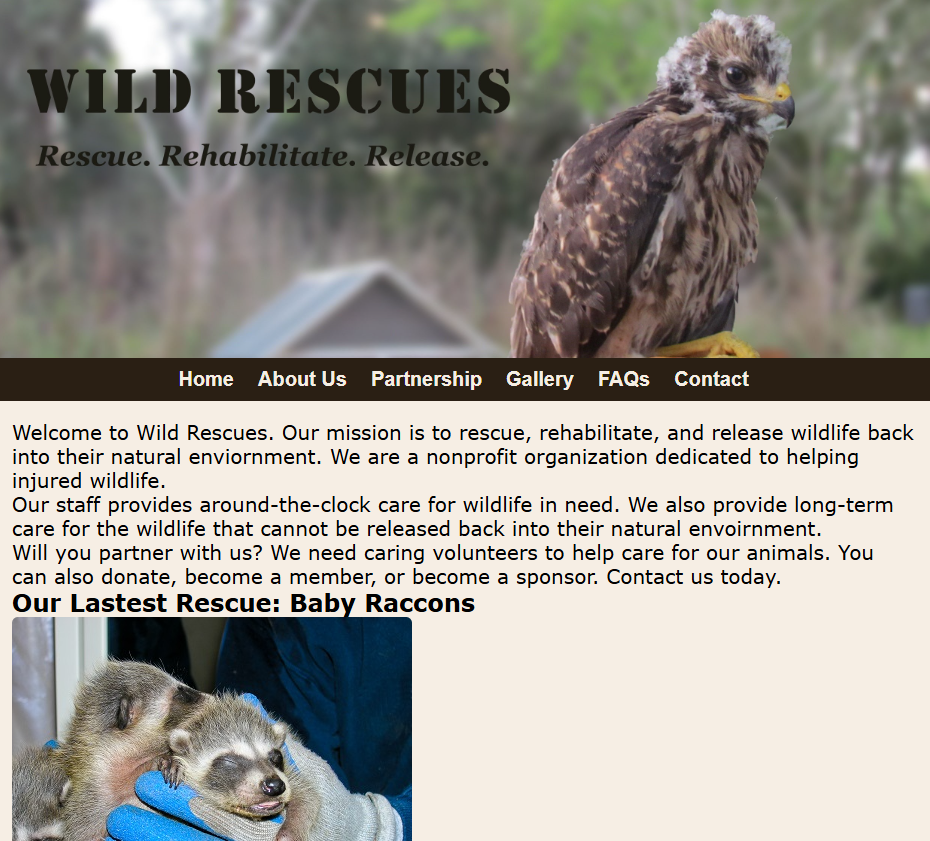 WILD RESCUES
Rescue. Rehabilitate. Release.
Home About Us Partnership Gallery FAQs Contact
Welcome to Wild Rescues. Our mission is to rescue, rehabilitate, and release wildlife back
into their natural enviornment. We are a nonprofit organization dedicated to helping
injured wildlife.
Our staff provides around-the-clock care for wildlife in need. We also provide long-term
care for the wildlife that cannot be released back into their natural envoirnment.
Will you partner with us? We need caring volunteers to help care for our animals. You
can also donate, become a member, or become a sponsor. Contact us today.
Our Lastest Rescue: Baby Raccons